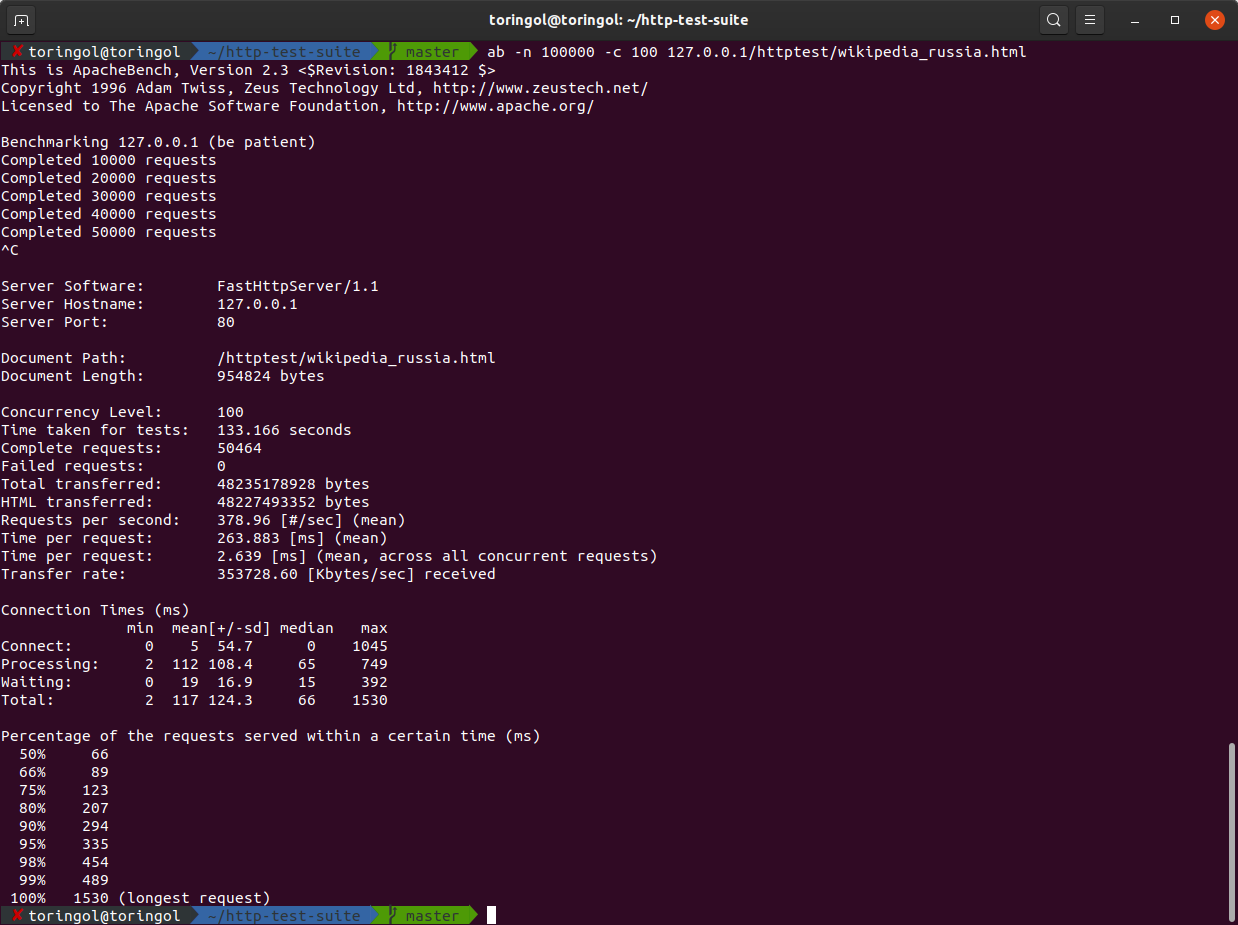 toringol@toringol: ~/http-test-suite
✘ toringol@toringol ~/http-test-suite master ab -n 100000 -c 100 127.0.0.1/httptest/wikipedia_russia.html
This is ApacheBench, Version 2.3 <$Revision: 1843412 $>
Copyright 1996 Adam Twiss, Zeus Technology Ltd, http://www.zeustech.net/
Licensed to The Apache Software Foundation, http://www.apache.org/

Benchmarking 127.0.0.1 (be patient)
Completed 10000 requests
Completed 20000 requests
Completed 30000 requests
Completed 40000 requests
Completed 50000 requests
^C

Server Software:        FastHttpServer/1.1
Server Hostname:        127.0.0.1
Server Port:            80

Document Path:          /httptest/wikipedia_russia.html
Document Length:        954824 bytes

Concurrency Level:      100
Time taken for tests:   133.166 seconds
Complete requests:      50464
Failed requests:        0
Total transferred:      48235178928 bytes
HTML transferred:       48227493352 bytes
Requests per second:    378.96 [#/sec] (mean)
Time per request:       263.883 [ms] (mean)
Time per request:       2.639 [ms] (mean, across all concurrent requests)
Transfer rate:          353728.60 [Kbytes/sec] received

Connection Times (ms)
              min  mean[+/-sd] median   max
Connect:        0    5  54.7      0    1045
Processing:     2  112 108.4     65     749
Waiting:        0   19  16.9     15     392
Total:          2  117 124.3     66    1530

Percentage of the requests served within a certain time (ms)
  50%     66
  66%     89
  75%    123
  80%    207
  90%    294
  95%    335
  98%    454
  99%    489
 100%   1530 (longest request)
✘ toringol@toringol ~/http-test-suite master